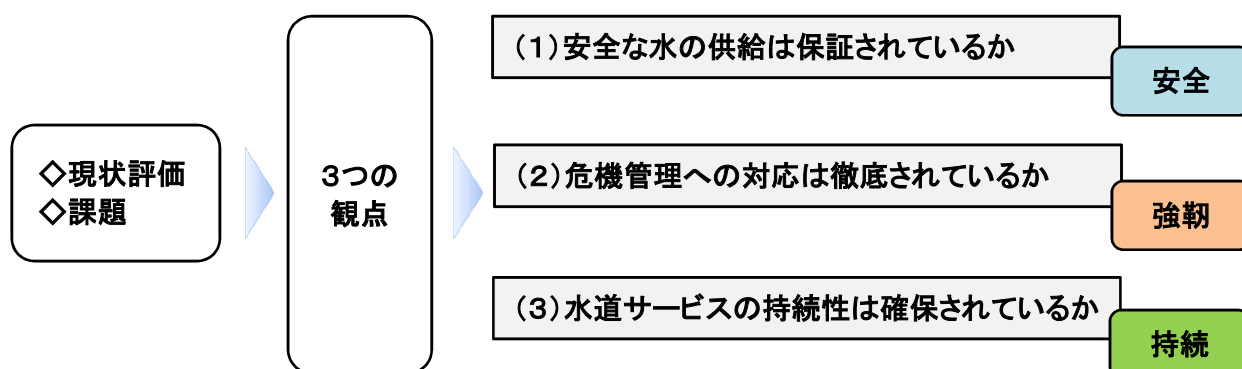 ◇現状評価
◇課題
3つの
観点
（１）安全な水の供給は保証されているか
安全
（２）危機管理への対応は徹底されているか
強靭
（３）水道サービスの持続性は確保されているか
持続